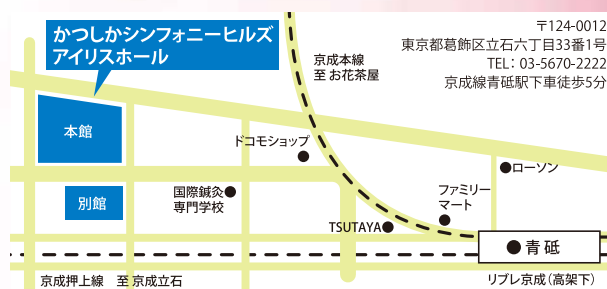 かつしかシンフォニーヒルズ
アイリスホール
〒124-0012
東京都葛飾区立石六丁目33番1号
TEL: 03-5670-2222
京成線青砥駅下車徒歩5分
京成本線
至 お花茶屋
本館
ドコモショップ
ローソン
別館
国際鍼灸
専門学校
ファミリー
マート
TSUTAYA
青砥
京成押上線 至 京成立石
リブレ京成（高架下）